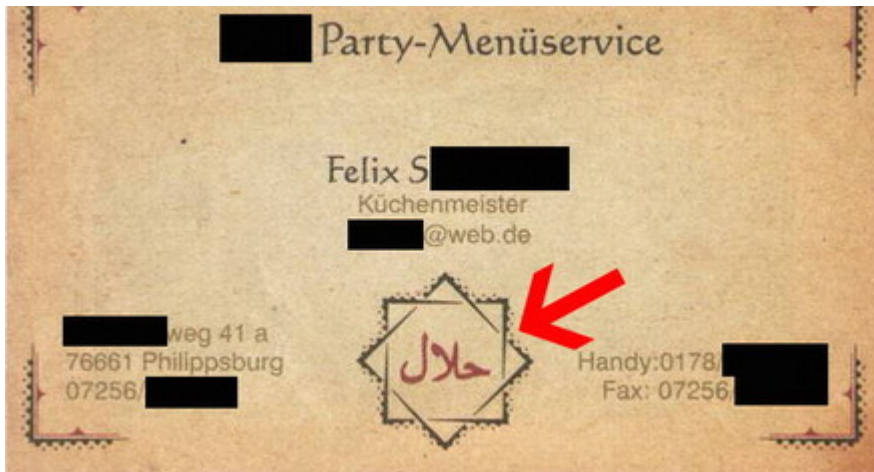 Party-Menüservice
Felix S
Küchenmeister
@web.de
weg 41 a
76661 Philippsburg
07256/
حلال
Handy:0178/
Fax: 07256